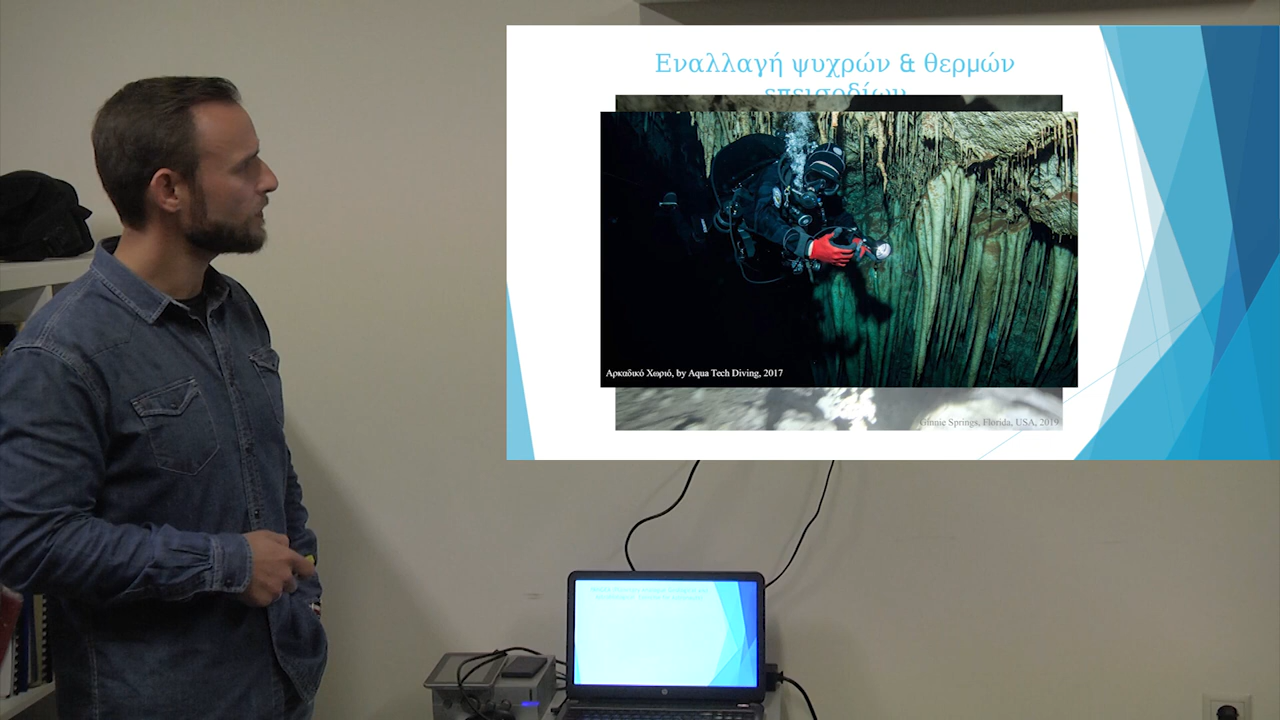 Εναλλαγή ψυχρών & θερμών
επεισοδίων
Αρκαδικό Χωριό, by Aqua Tech Diving, 2017
Ginnie Springs, Florida, USA, 2019